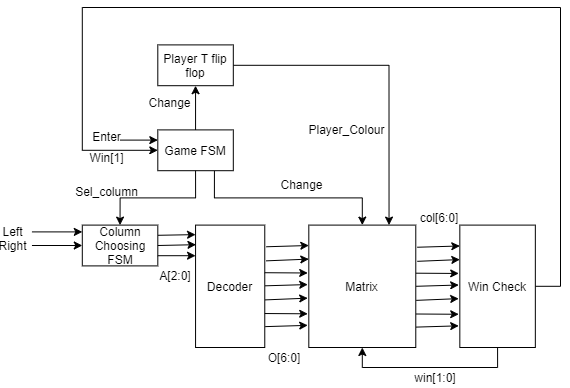 Player T flip
flop
Change
Player_Colour
Enter
Game FSM
Win[1]
Sel_column
Change
col[6:0]
Left
Right
Column
Choosing
FSM
A[2:0]
Decoder
Matrix
Win Check
O[6:0]
win[1:0]